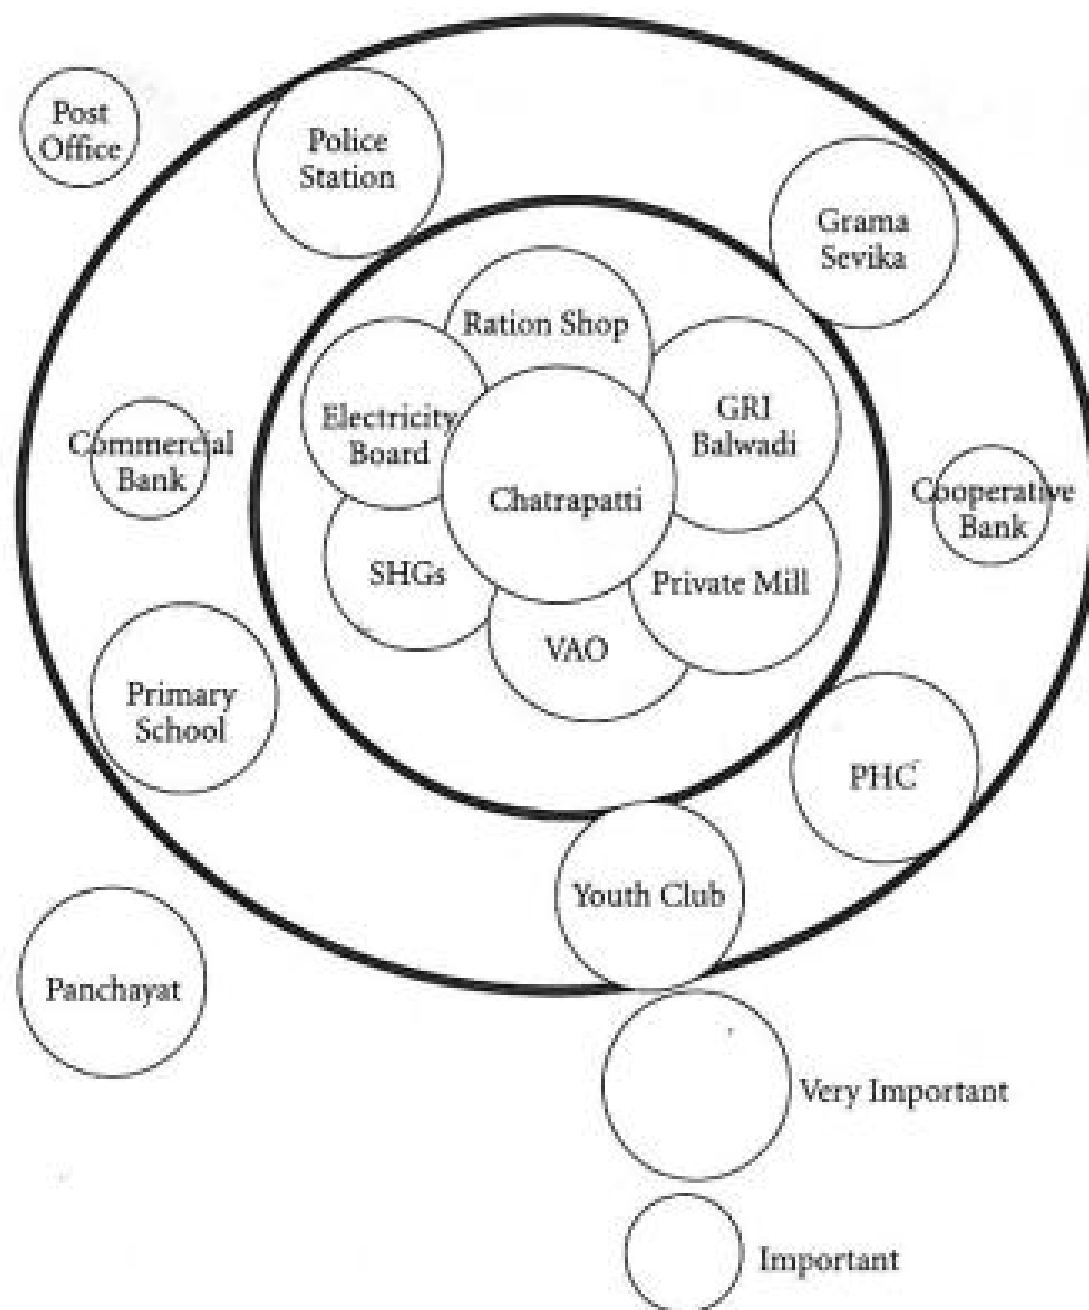 Post
Office
Police
Station
Grama
Sevika
Ration Shop
Electricity
Board
GRI
Balwadi
Commercial
Bank
Chatrapatti
Cooperative
Bank
SHGs
Private Mill
VAO
Primary
School
PHC
Youth Club
Panchayat
Very Important
Important